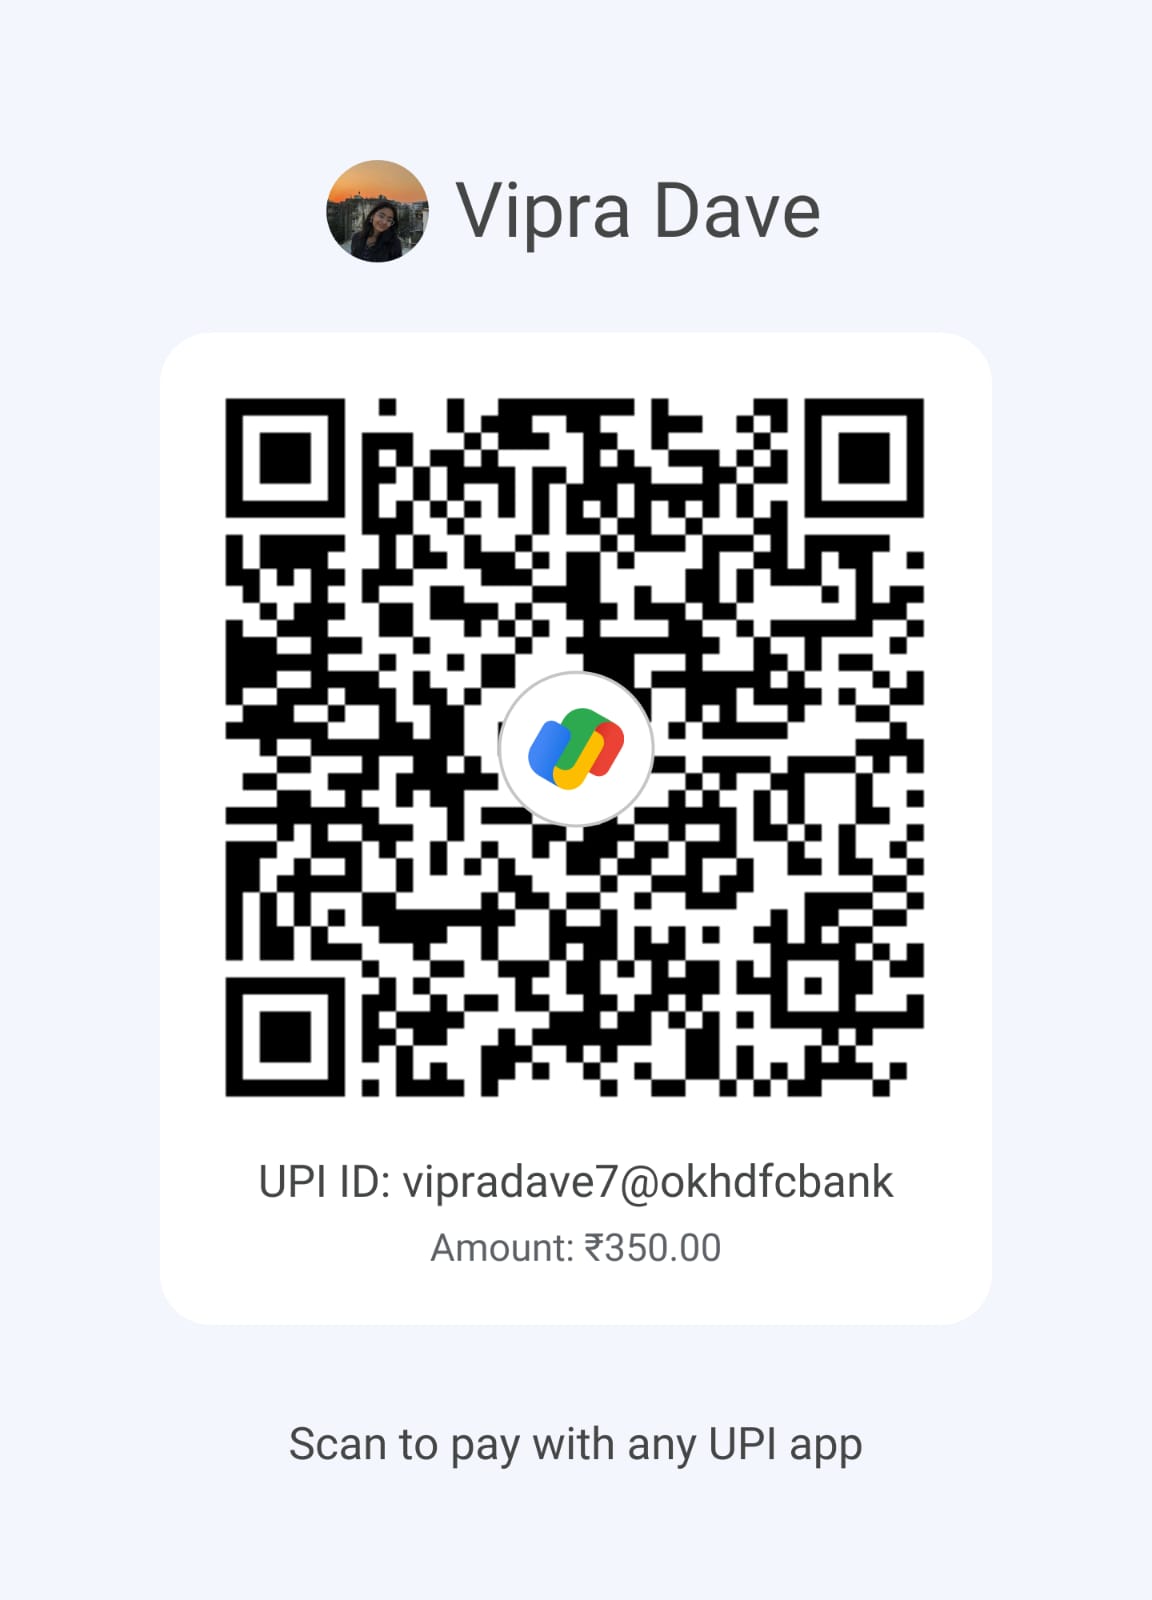 Vipra Dave
UPI ID: vipradave7@okhdfcbank
Amount: ₹350.00
Scan to pay with any UPI app